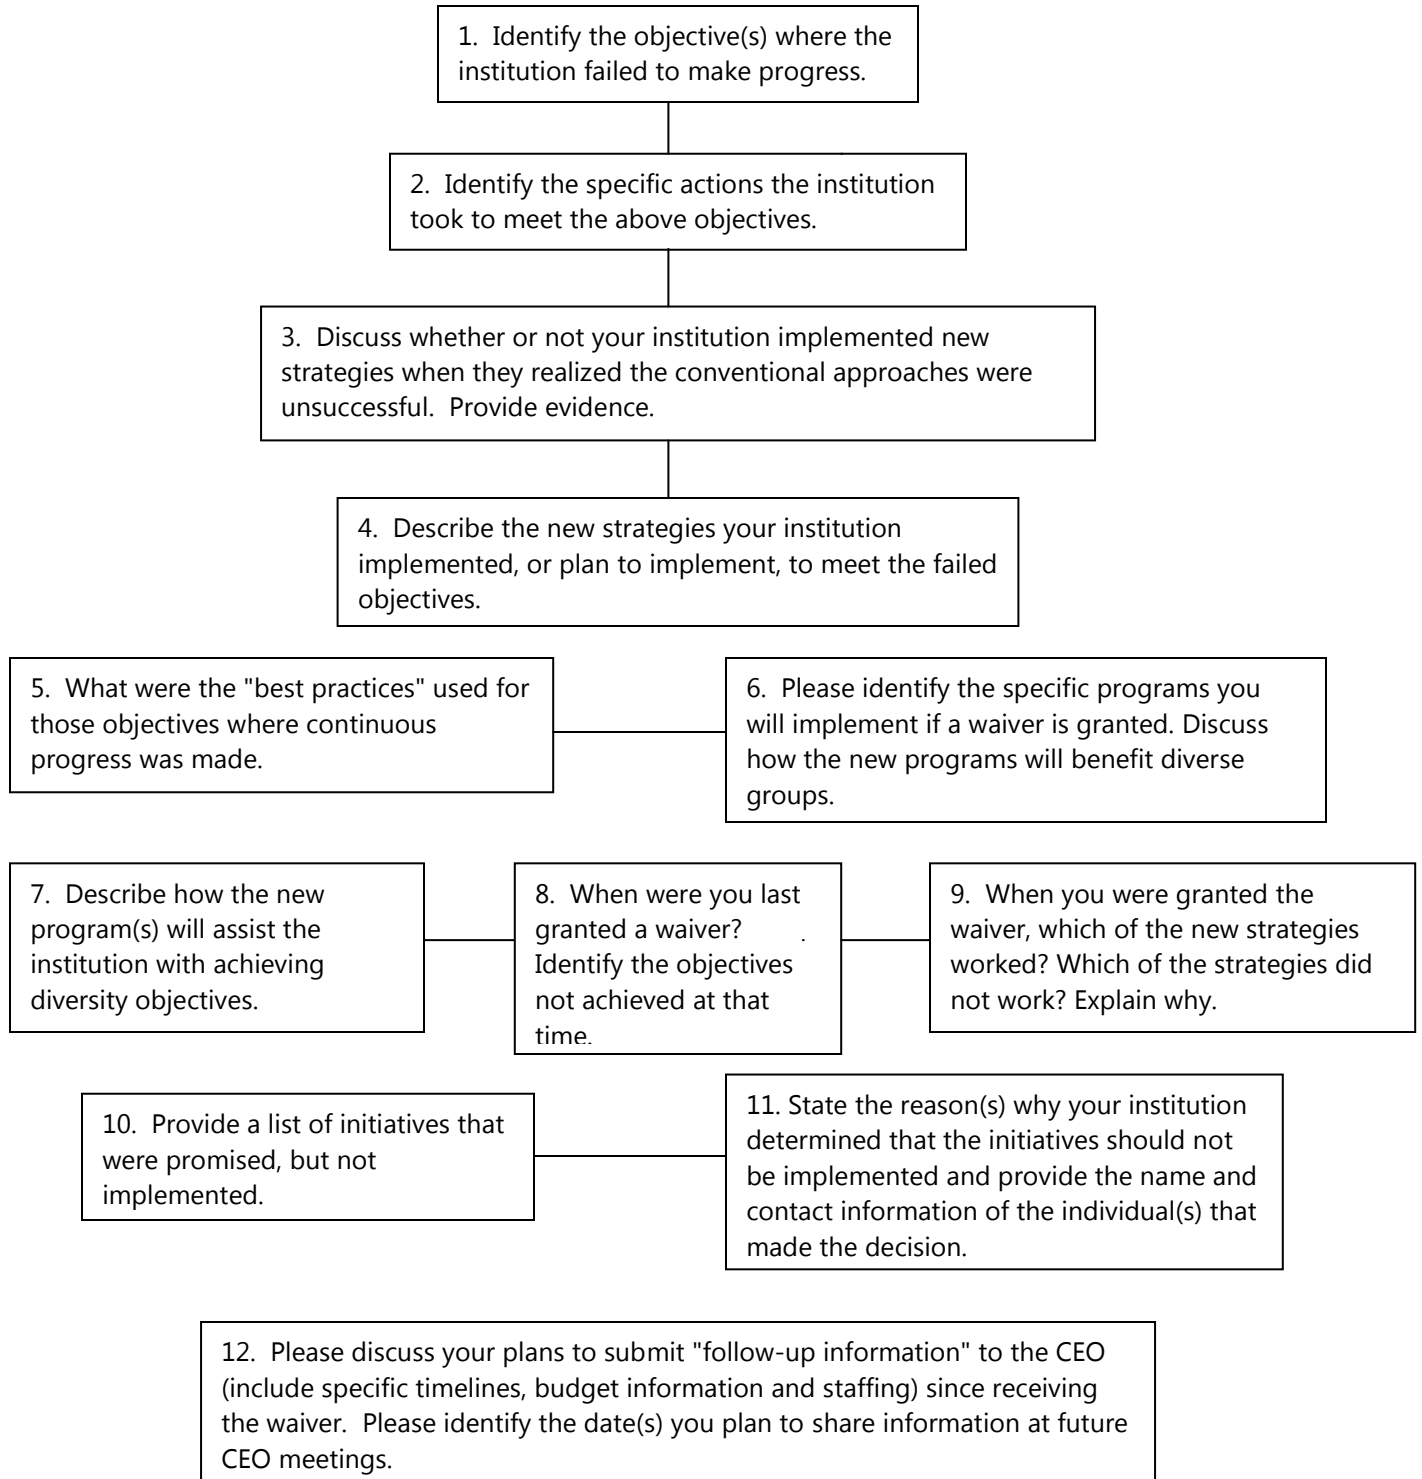 1.  Identify the objective(s) where the
institution failed to make progress.
2.  Identify the specific actions the institution
took to meet the above objectives.
3.  Discuss whether or not your institution implemented new
strategies when they realized the conventional approaches were
unsuccessful.  Provide evidence.
4.  Describe the new strategies your institution
implemented, or plan to implement, to meet the failed
objectives.
5.  What were the "best practices" used for
those objectives where continuous
progress was made.
6.  Please identify the specific programs you
will implement if a waiver is granted. Discuss
how the new programs will benefit diverse
groups.
7.  Describe how the new
program(s) will assist the
institution with achieving
diversity objectives.
8.  When were you last
granted a waiver?
Identify the objectives
not achieved at that
time.
.
9.  When you were granted the
waiver, which of the new strategies
worked? Which of the strategies did
not work? Explain why.
10.  Provide a list of initiatives that
were promised, but not
implemented.
11. State the reason(s) why your institution
determined that the initiatives should not
be implemented and provide the name and
contact information of the individual(s) that
made the decision.
12.  Please discuss your plans to submit "follow-up information" to the CEO
(include specific timelines, budget information and staffing) since receiving
the waiver.  Please identify the date(s) you plan to share information at future
CEO meetings.